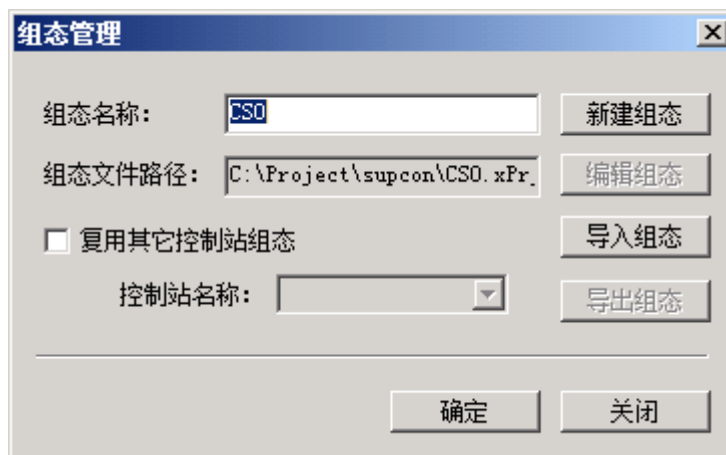 组态管理
组态名称: CS0 新建组态
组态文件路径: C:\Project\supcon\CS0.xPr_ 编辑组态
复用其它控制站组态 导入组态
控制站名称: 导出组态
确定 关闭